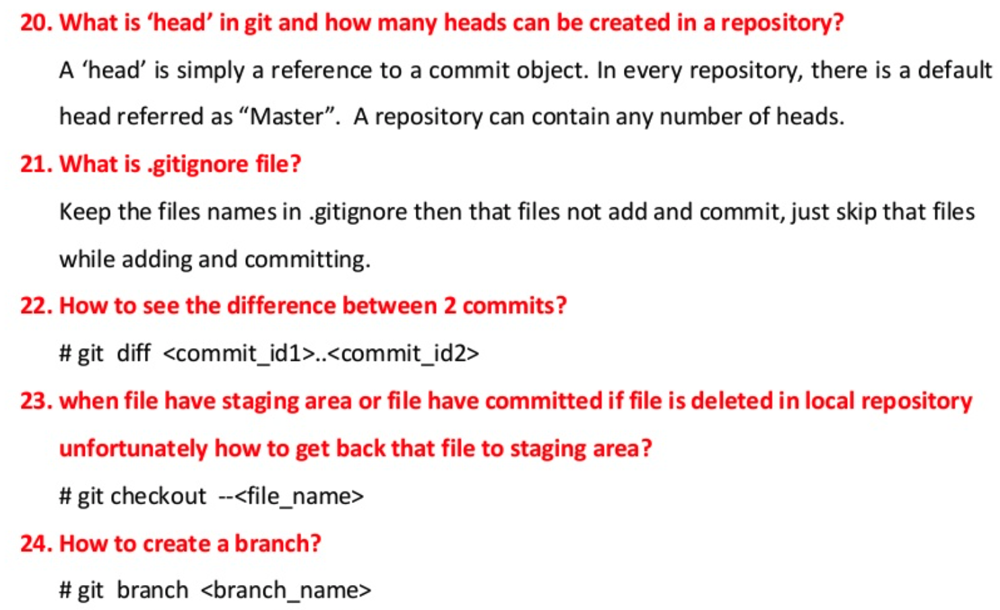 20. What is ‘head’ in git and how many heads can be created in a repository?
A ‘head’ is simply a reference to a commit object. In every repository, there is a default
head referred as “Master”. A repository can contain any number of heads.
21. What is .gitignore file?
Keep the files names in .gitignore then that files not add and commit, just skip that files
while adding and committing.
22. How to see the difference between 2 commits?
# git diff <commit_id1>..<commit_id2>
23. when file have staging area or file have committed if file is deleted in local repository
unfortunately how to get back that file to staging area?
# git checkout --<file_name>
24. How to create a branch?
# git branch <branch_name>